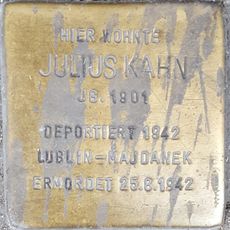 HIER WOHNTE
JULIUS KAHN
JG. 1901
DEPORTIERT 1942
LUBLIN-MAJDANEK
ERMORDET 25.6.1942